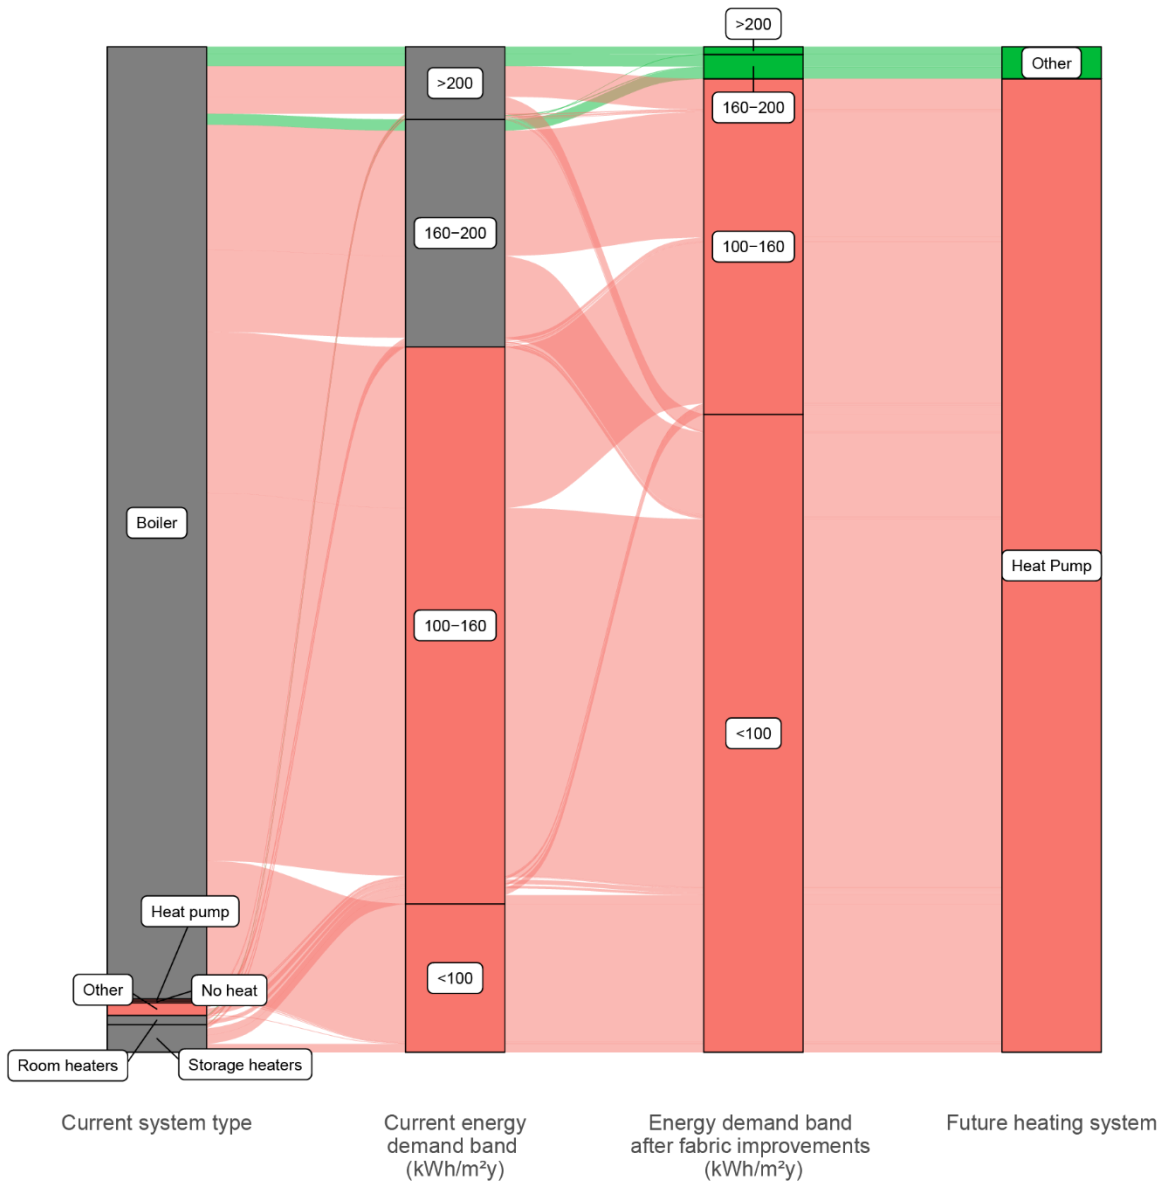 >200
>200
Other
160−200
160−200
100−160
Boiler
Heat Pump
100−160
<100
Heat pump
Other
No heat
<100
Room heaters
Storage heaters
Current system type
Current energy
demand band
(kWh/m²y)
Energy demand band
after fabric improvements
(kWh/m²y)
Future heating system